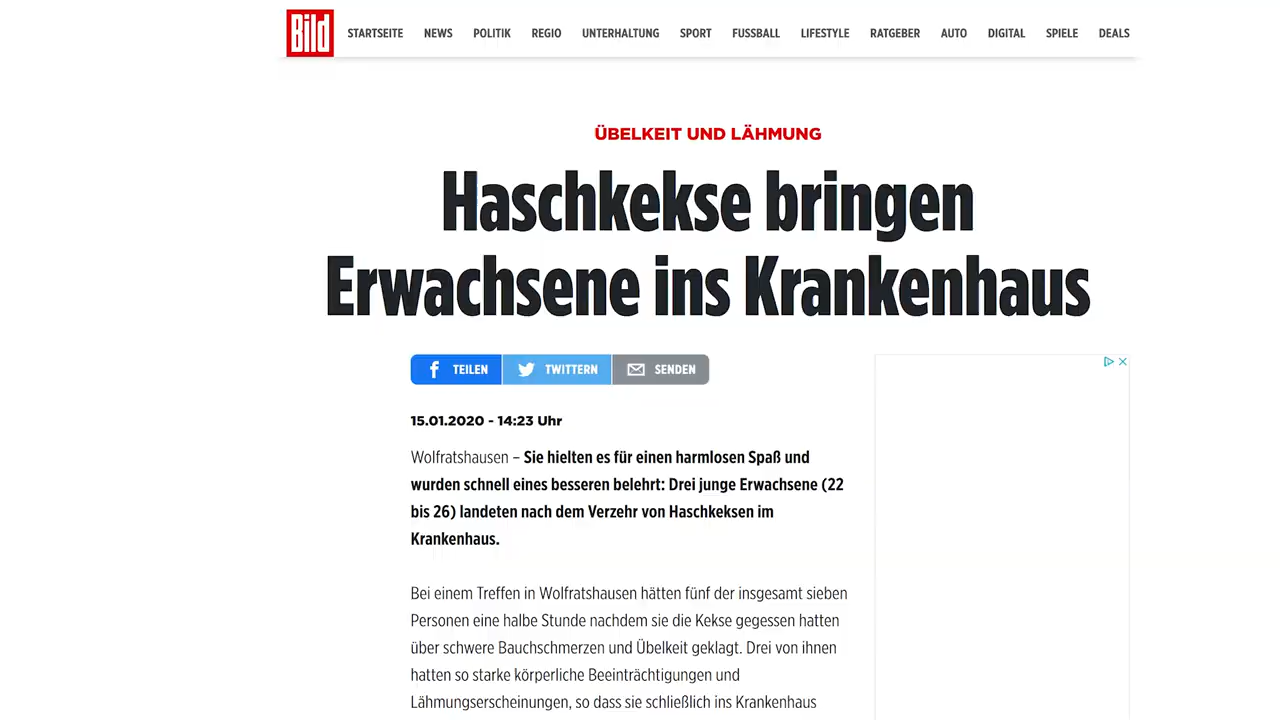 Bild STARTSEITE NEWS POLITIK REGIO UNTERHALTUNG SPORT FUSSBALL LIFESTYLE RATGEBER AUTO DIGITAL SPIELE DEALS
ÜBELKEIT UND LÄHMUNG
Haschkekse bringen
Erwachsene ins Krankenhaus
TEILEN TWITTERN SENDEN
15.01.2020 - 14:23 Uhr
Wolfratshausen – Sie hielten es für einen harmlosen Spaß und
wurden schnell eines besseren belehrt: Drei junge Erwachsene (22
bis 26) landeten nach dem Verzehr von Haschkeksen im
Krankenhaus.
Bei einem Treffen in Wolfratshausen hätten fünf der insgesamt sieben
Personen eine halbe Stunde nachdem sie die Kekse gegessen hatten
über schwere Bauchschmerzen und Übelkeit geklagt. Drei von ihnen
hatten so starke körperliche Beeinträchtigungen und
Lähmungserscheinungen, so dass sie schließlich ins Krankenhaus